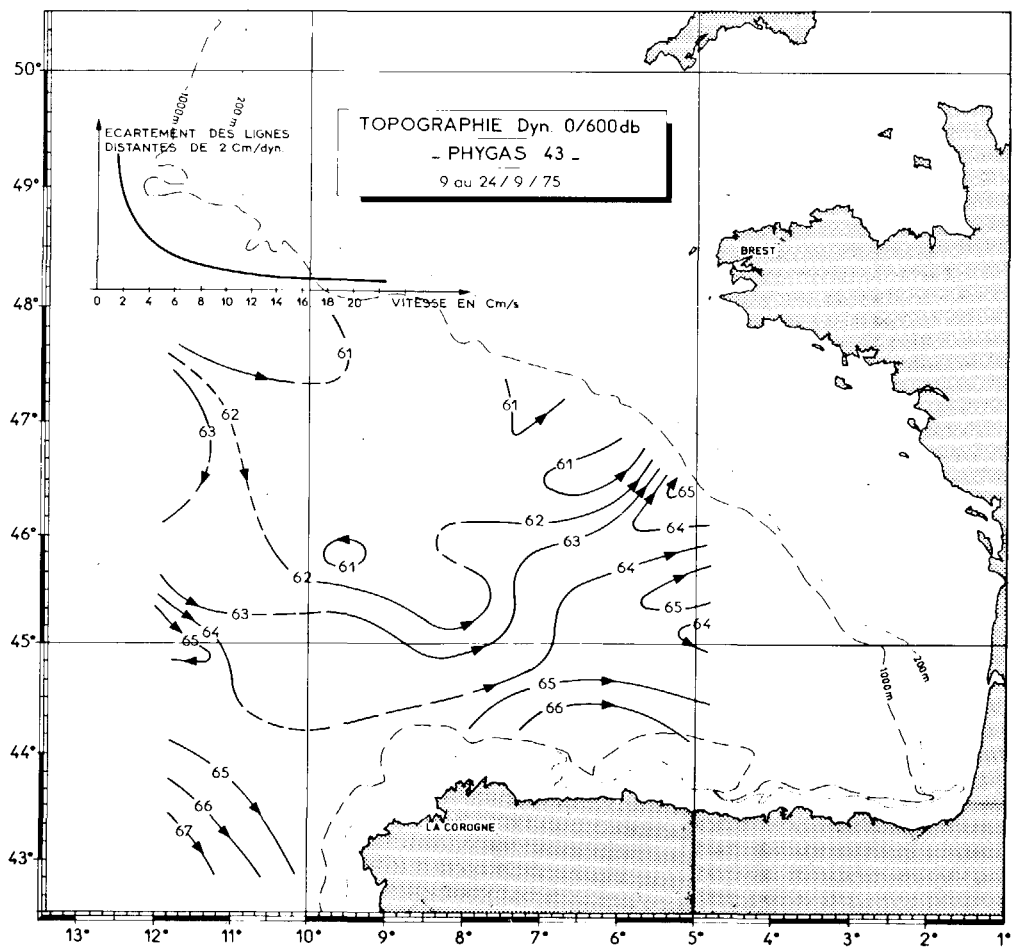 50°
49°
48°
47°
46°
45°
44°
43°
1000m
200m
ECARTEMENT DES LIGNES
DISTANTES DE 2 Cm/dyn.
0 2 4 6 8 10 12 14 16 18 20 VITESSE EN Cm/s
TOPOGRAPHIE Dyn. 0/600db
- PHYGAS 43 -
9 au 24/9/75
BREST
61
61
62
63
61
65
62
64
63
61
64
62
65
63
64
64
65
65
66
65
66
67
200m
1000m
LA COROGNE
13° 12° 11° 10° 9° 8° 7° 6° 5° 4° 3° 2° 1°